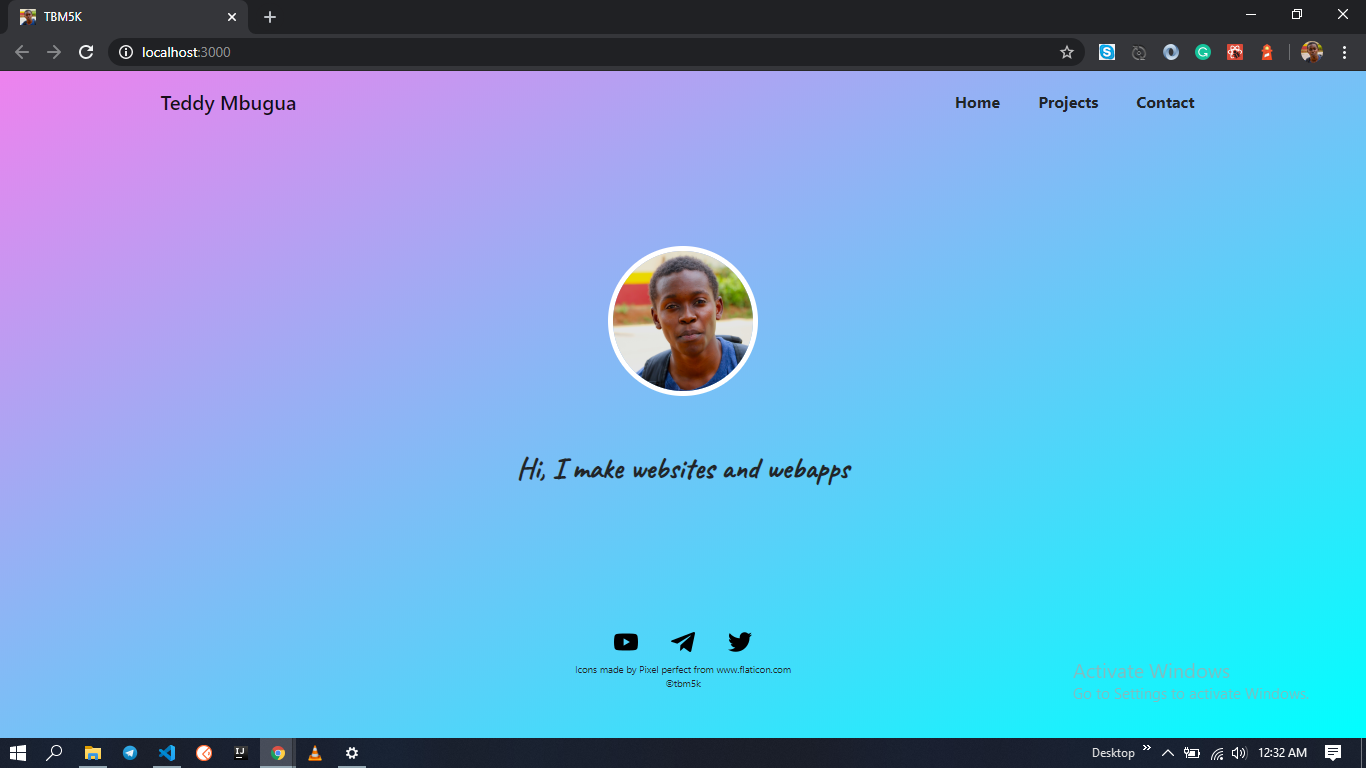 TBM5K
localhost:3000
Teddy Mbugua
Home Projects Contact
Hi, I make websites and webapps
Icons made by Pixel perfect from www.flaticon.com
©tbm5k
Activate Windows
Go to Settings to activate Windows.
Desktop 12:32 AM